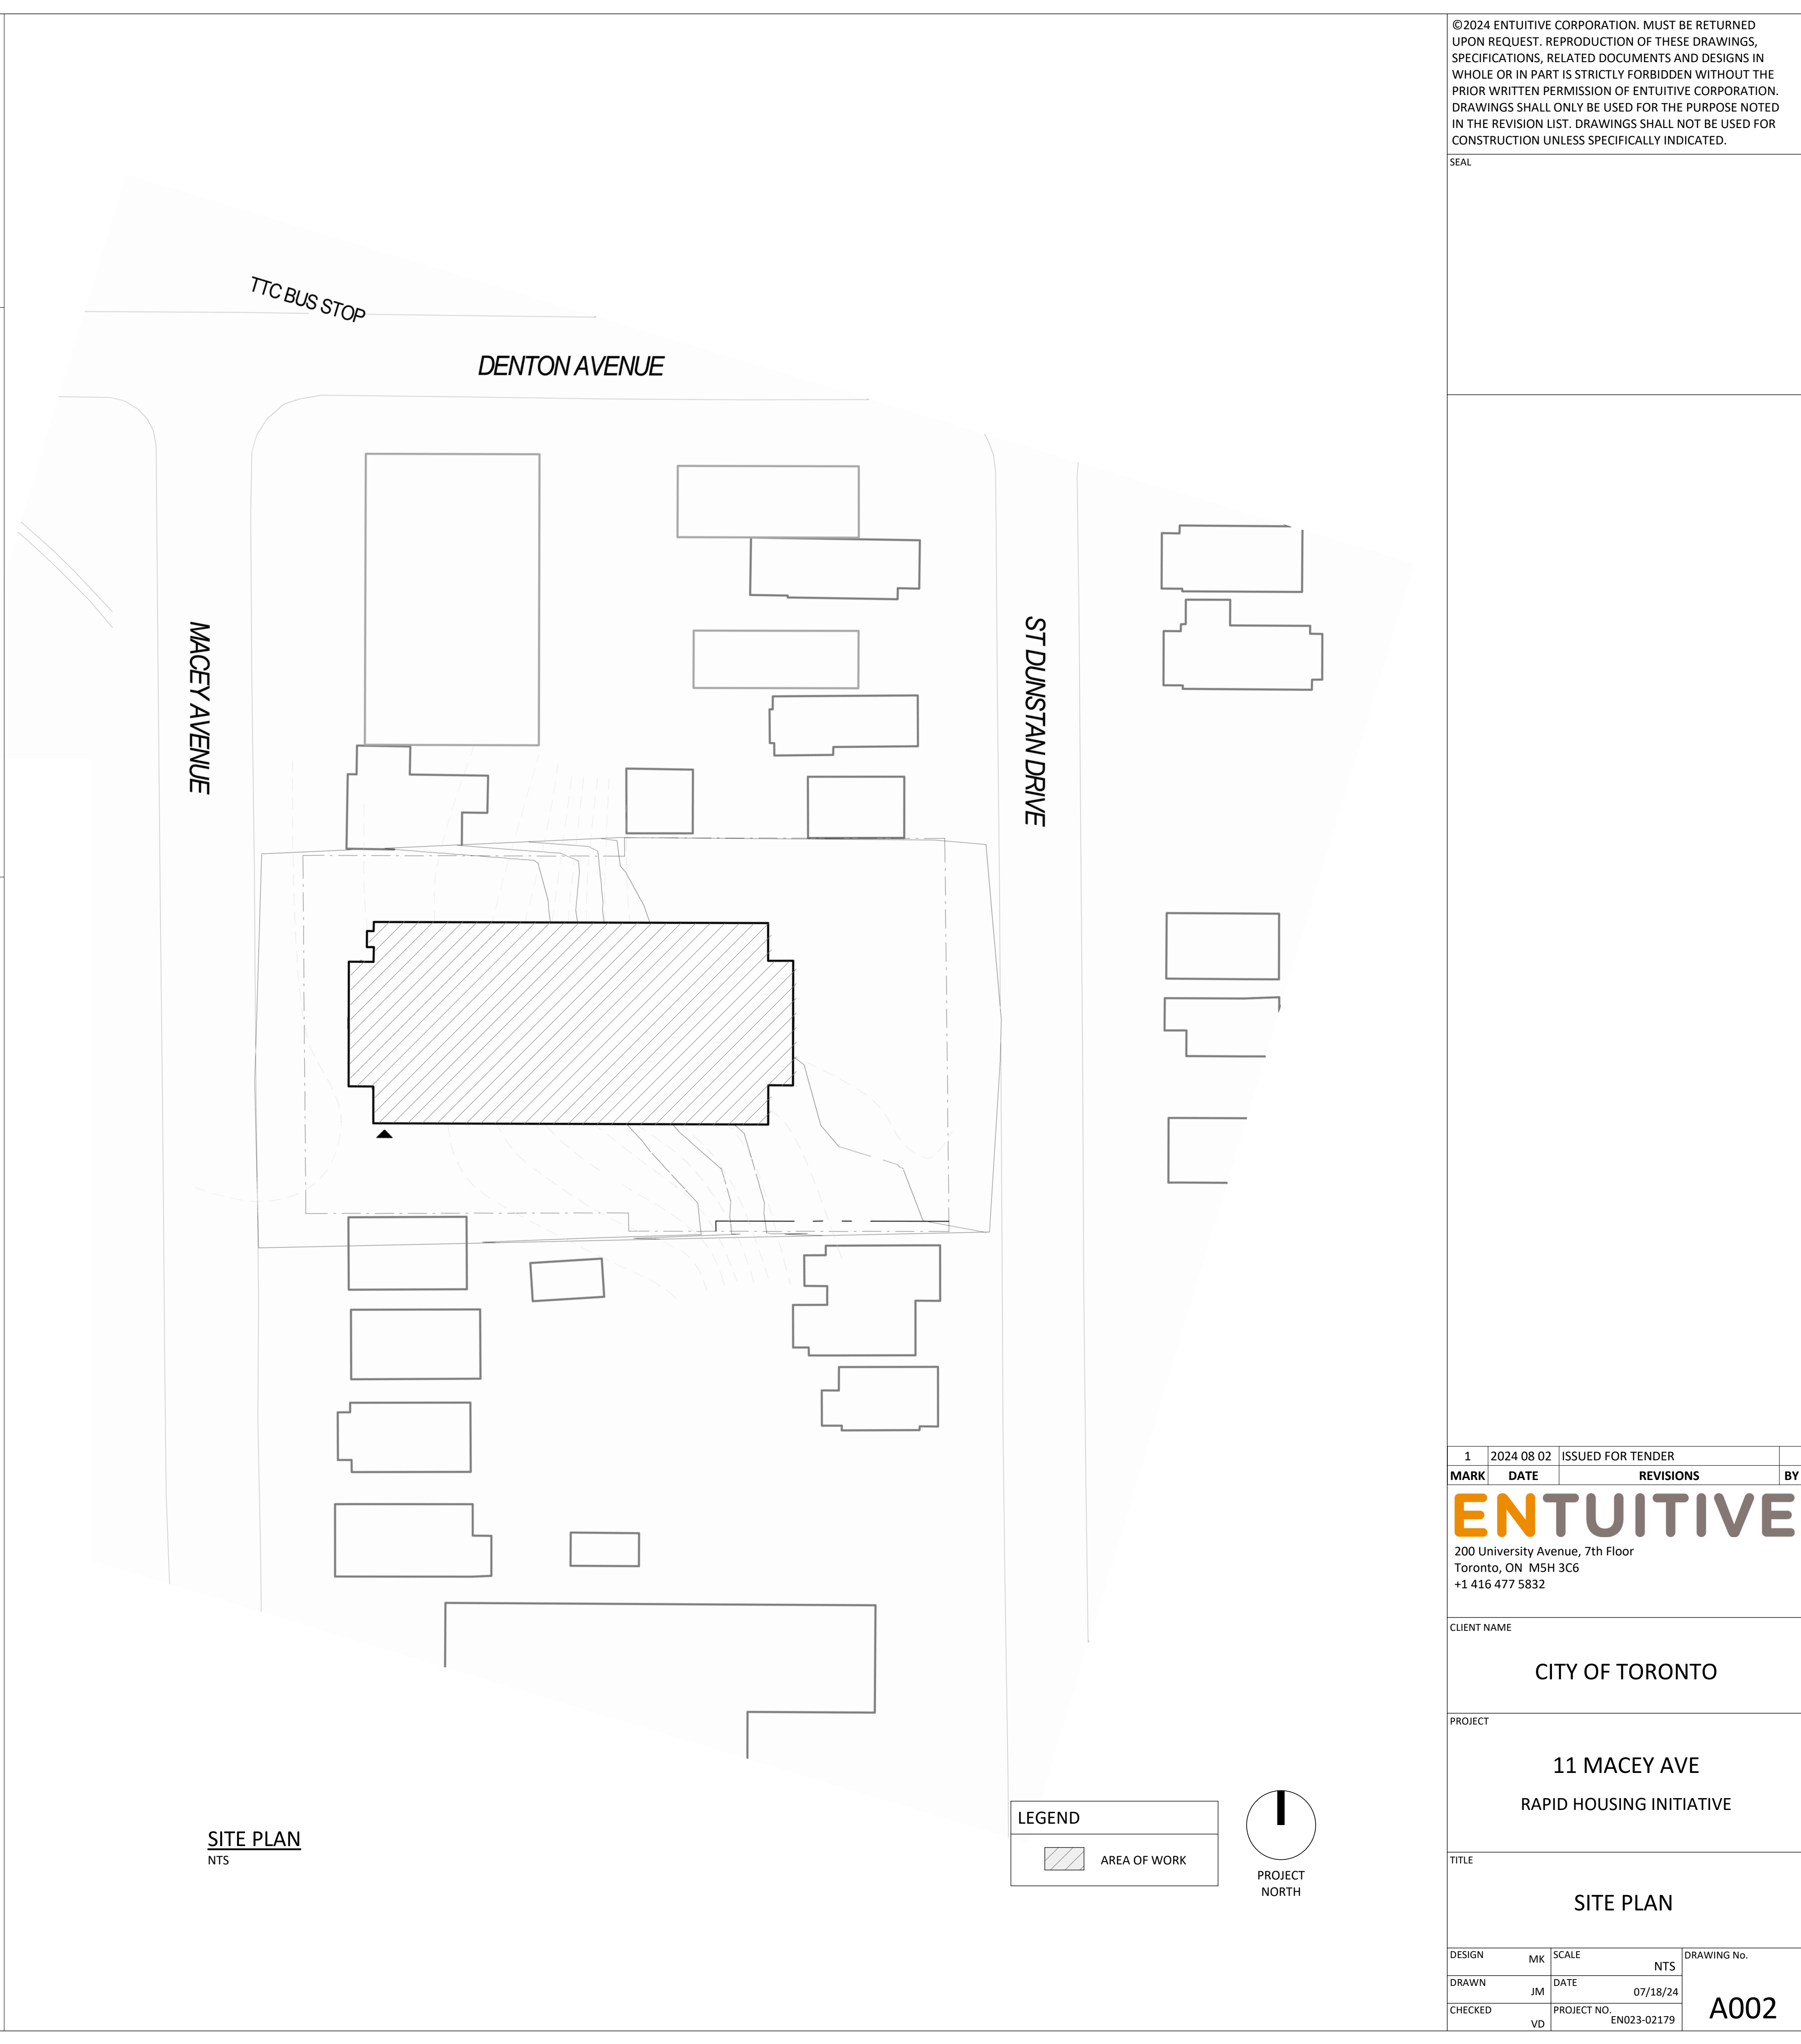 ©2024 ENTUITIVE CORPORATION. MUST BE RETURNED
UPON REQUEST. REPRODUCTION OF THESE DRAWINGS,
SPECIFICATIONS, RELATED DOCUMENTS AND DESIGNS IN
WHOLE OR IN PART IS STRICTLY FORBIDDEN WITHOUT THE
PRIOR WRITTEN PERMISSION OF ENTUITIVE CORPORATION.
DRAWINGS SHALL ONLY BE USED FOR THE PURPOSE NOTED
IN THE REVISION LIST. DRAWINGS SHALL NOT BE USED FOR
CONSTRUCTION UNLESS SPECIFICALLY INDICATED.
SEAL
TTC BUS STOP
DENTON AVENUE
MACEY AVENUE
ST DUNSTAN DRIVE
1 2024 08 02 ISSUED FOR TENDER
MARK DATE REVISIONS BY
ENTUITIVE
200 University Avenue, 7th Floor
Toronto, ON M5H 3C6
+1 416 477 5832
CLIENT NAME
CITY OF TORONTO
PROJECT
11 MACEY AVE
RAPID HOUSING INITIATIVE
SITE PLAN
NTS
LEGEND
AREA OF WORK
PROJECT
NORTH
TITLE
SITE PLAN
DESIGN MK SCALE NTS DRAWING No.
DRAWN JM DATE 07/18/24
A002
CHECKED VD PROJECT NO. EN023-02179